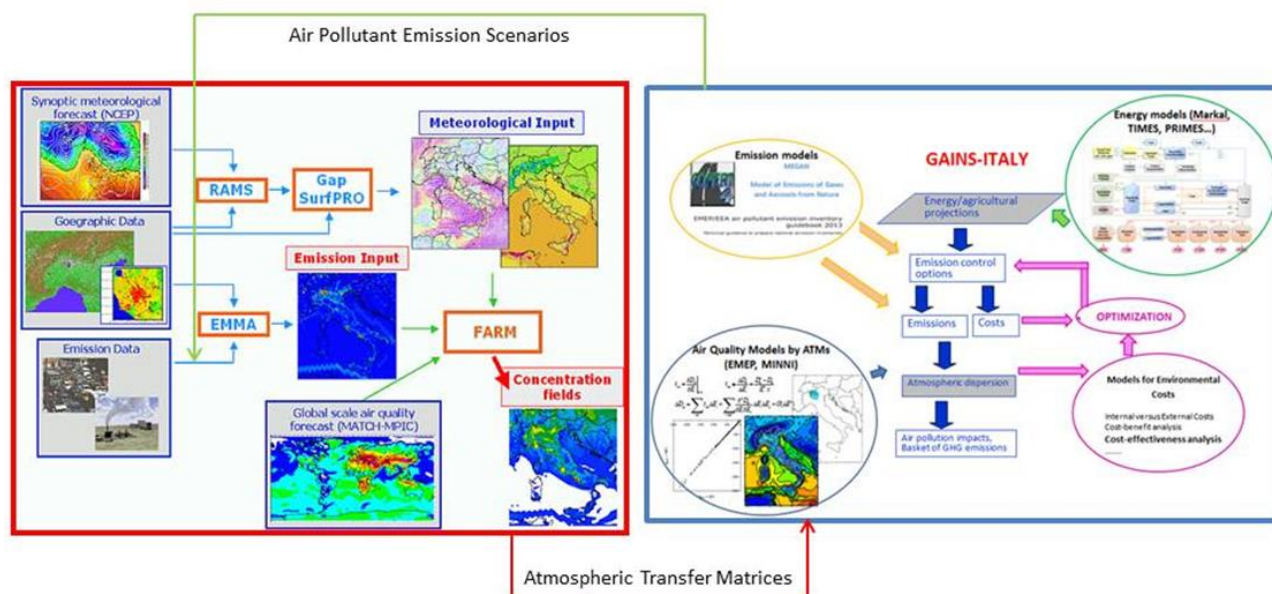 Air Pollutant Emission Scenarios
Synoptic meteorological
forecast (NCEP)
Goegraphic Data
Emission Data
RAMS
Gap
SurfPRO
EMMA
Meteorological Input
Emission Input
FARM
Concentration
fields
Global scale air quality
forecast (MATCH-MPIC)
Emission models
MEGAN
Model of Emissions of Gases
and Aerosols from Nature
EMEP/EEA air pollutant emission inventory
guidebook 2013
GAINS-ITALY
Energy models (Markal,
TIMES, PRIMES...)
Energy/agricultural
projections
Emission control
options
Emissions
Costs
OPTIMIZATION
Air Quality Models by ATMs
(EMEP, MINNI)
Atmospheric dispersion
Air pollution impacts,
Basket of GHG emissions
Models for Environmental
Costs
Internal versus External Costs
Cost-benefit analysis
Cost-effectiveness analysis
Atmospheric Transfer Matrices